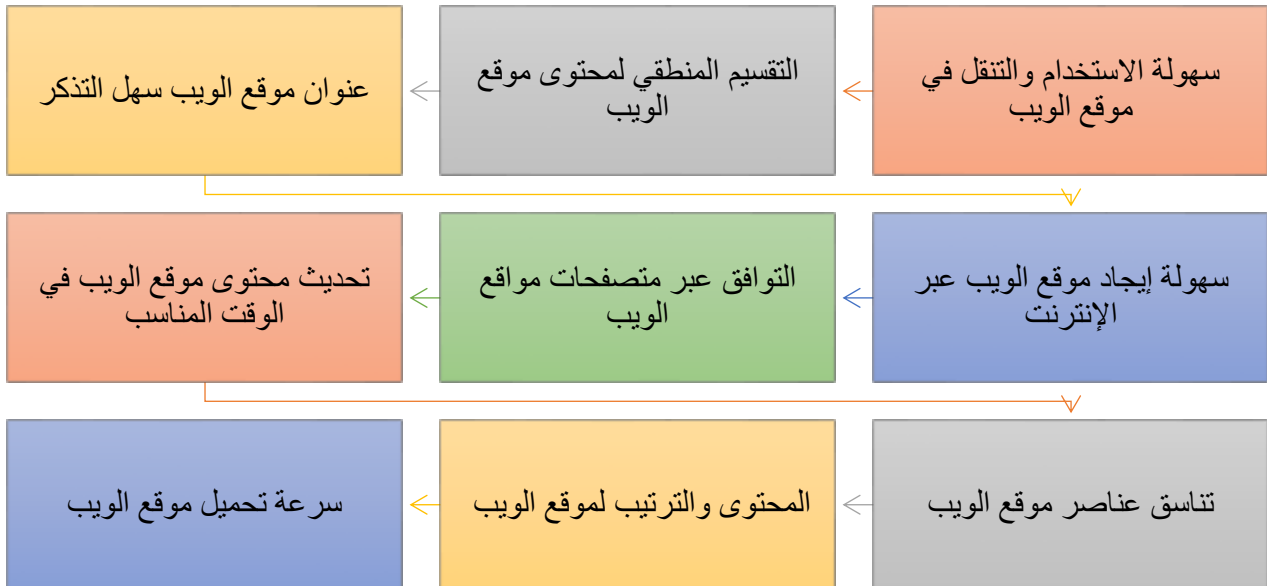 سهولة الاستخدام والتنقل في
موقع الويب
التقسيم المنطقي لمحتوى موقع
الويب
عنوان موقع الويب سهل التذكر
سهولة إيجاد موقع الويب عبر
الإنترنت
التوافق عبر متصفحات مواقع
الويب
تحديث محتوى موقع الويب في
الوقت المناسب
تناسق عناصر موقع الويب
المحتوى والترتيب لموقع الويب
سرعة تحميل موقع الويب